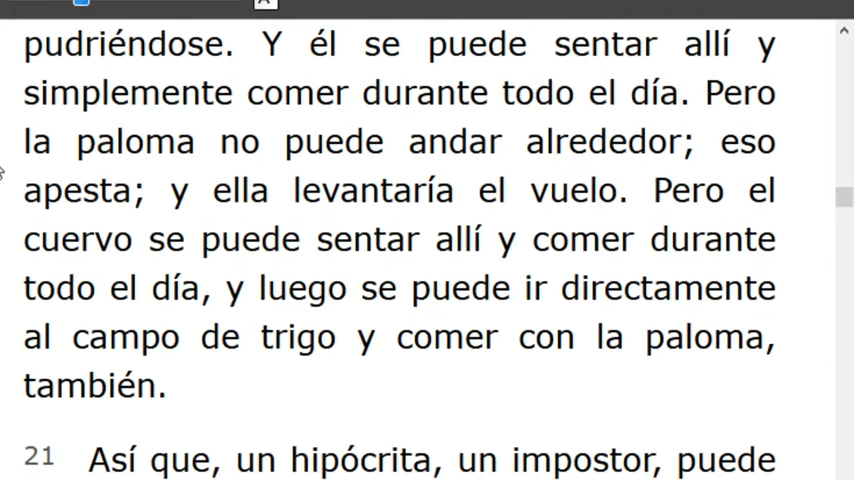 pudriéndose. Y él se puede sentar allí y
simplemente comer durante todo el día. Pero
la paloma no puede andar alrededor; eso
apesta; y ella levantaría el vuelo. Pero el
cuervo se puede sentar allí y comer durante
todo el día, y luego se puede ir directamente
al campo de trigo y comer con la paloma,
también.
21 Así que, un hipócrita, un impostor, puede